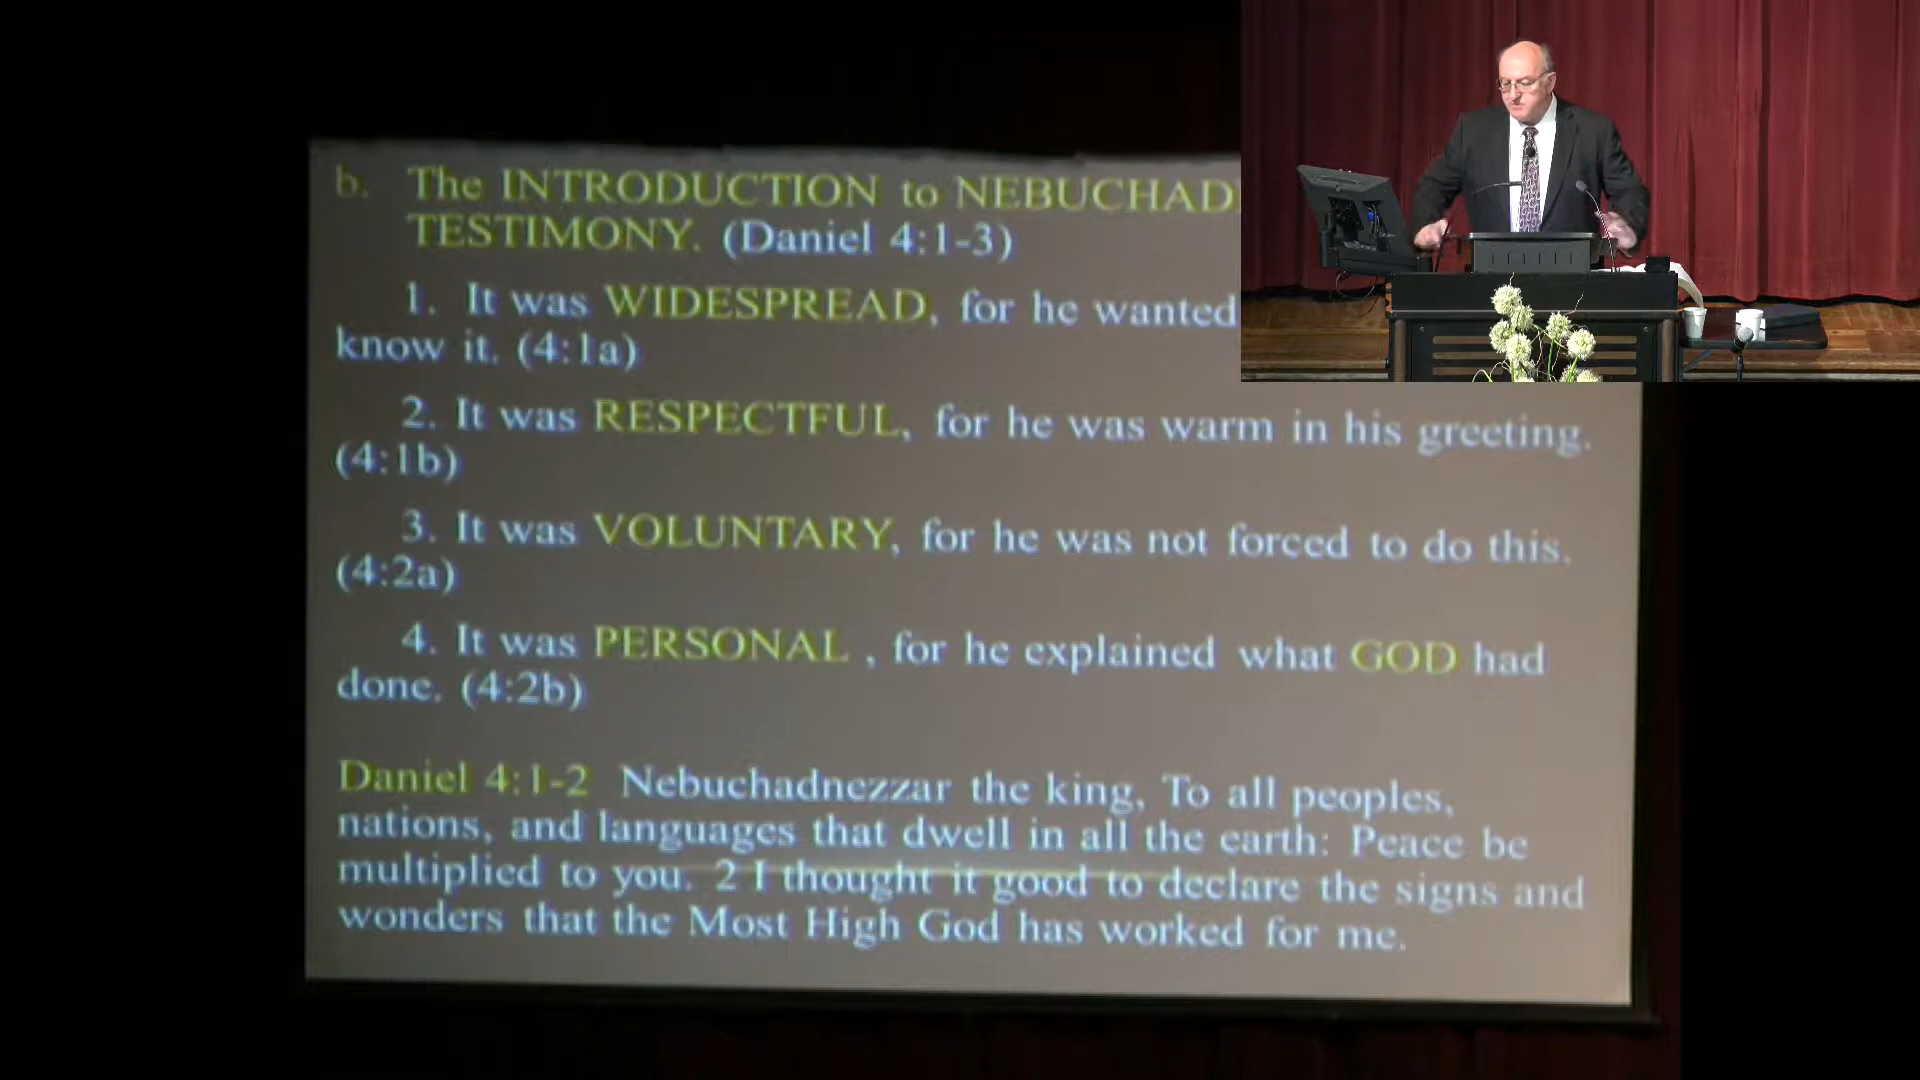 b. The INTRODUCTION to NEBUCHAD
TESTIMONY. (Daniel 4:1-3)
1. It was WIDESPREAD, for he wanted
know it. (4:1a)
2. It was RESPECTFUL, for he was warm in his greeting.
(4:1b)
3. It was VOLUNTARY, for he was not forced to do this.
(4:2a)
4. It was PERSONAL , for he explained what GOD had
done. (4:2b)
Daniel 4:1-2 Nebuchadnezzar the king, To all peoples,
nations, and languages that dwell in all the earth: Peace be
multiplied to you. 2 I thought it good to declare the signs and
wonders that the Most High God has worked for me.